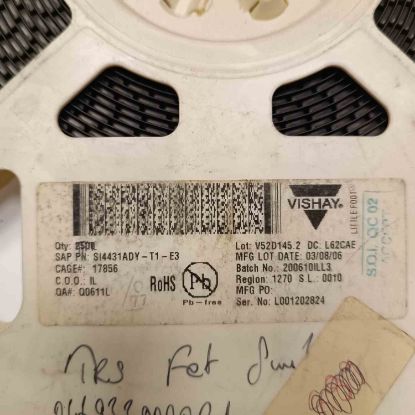 VISHAY
LITTLE FOOT
S.O.I. QC 02
Qty: 2500
SAP PN: SI4431ADY-T1-E3
CAGE#: 17856
C.O.O.: IL
QA#: Q0611L
RoHS
Pb
Pb-free
Lot: V52D145.2 DC: L62CAE
MFG LOT DATE: 03/08/06
Batch No.: 200610ILL3
Region: 1270 S.L.: 0010
MFG PO:
Ser. No. L001202824
TRS Fet